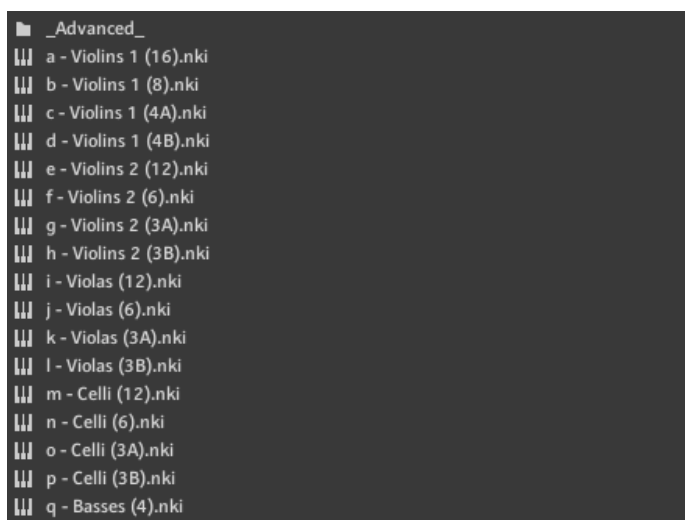 _Advanced_
a - Violins 1 (16).nki
b - Violins 1 (8).nki
c - Violins 1 (4A).nki
d - Violins 1 (4B).nki
e - Violins 2 (12).nki
f - Violins 2 (6).nki
g - Violins 2 (3A).nki
h - Violins 2 (3B).nki
i - Violas (12).nki
j - Violas (6).nki
k - Violas (3A).nki
l - Violas (3B).nki
m - Celli (12).nki
n - Celli (6).nki
o - Celli (3A).nki
p - Celli (3B).nki
q - Basses (4).nki